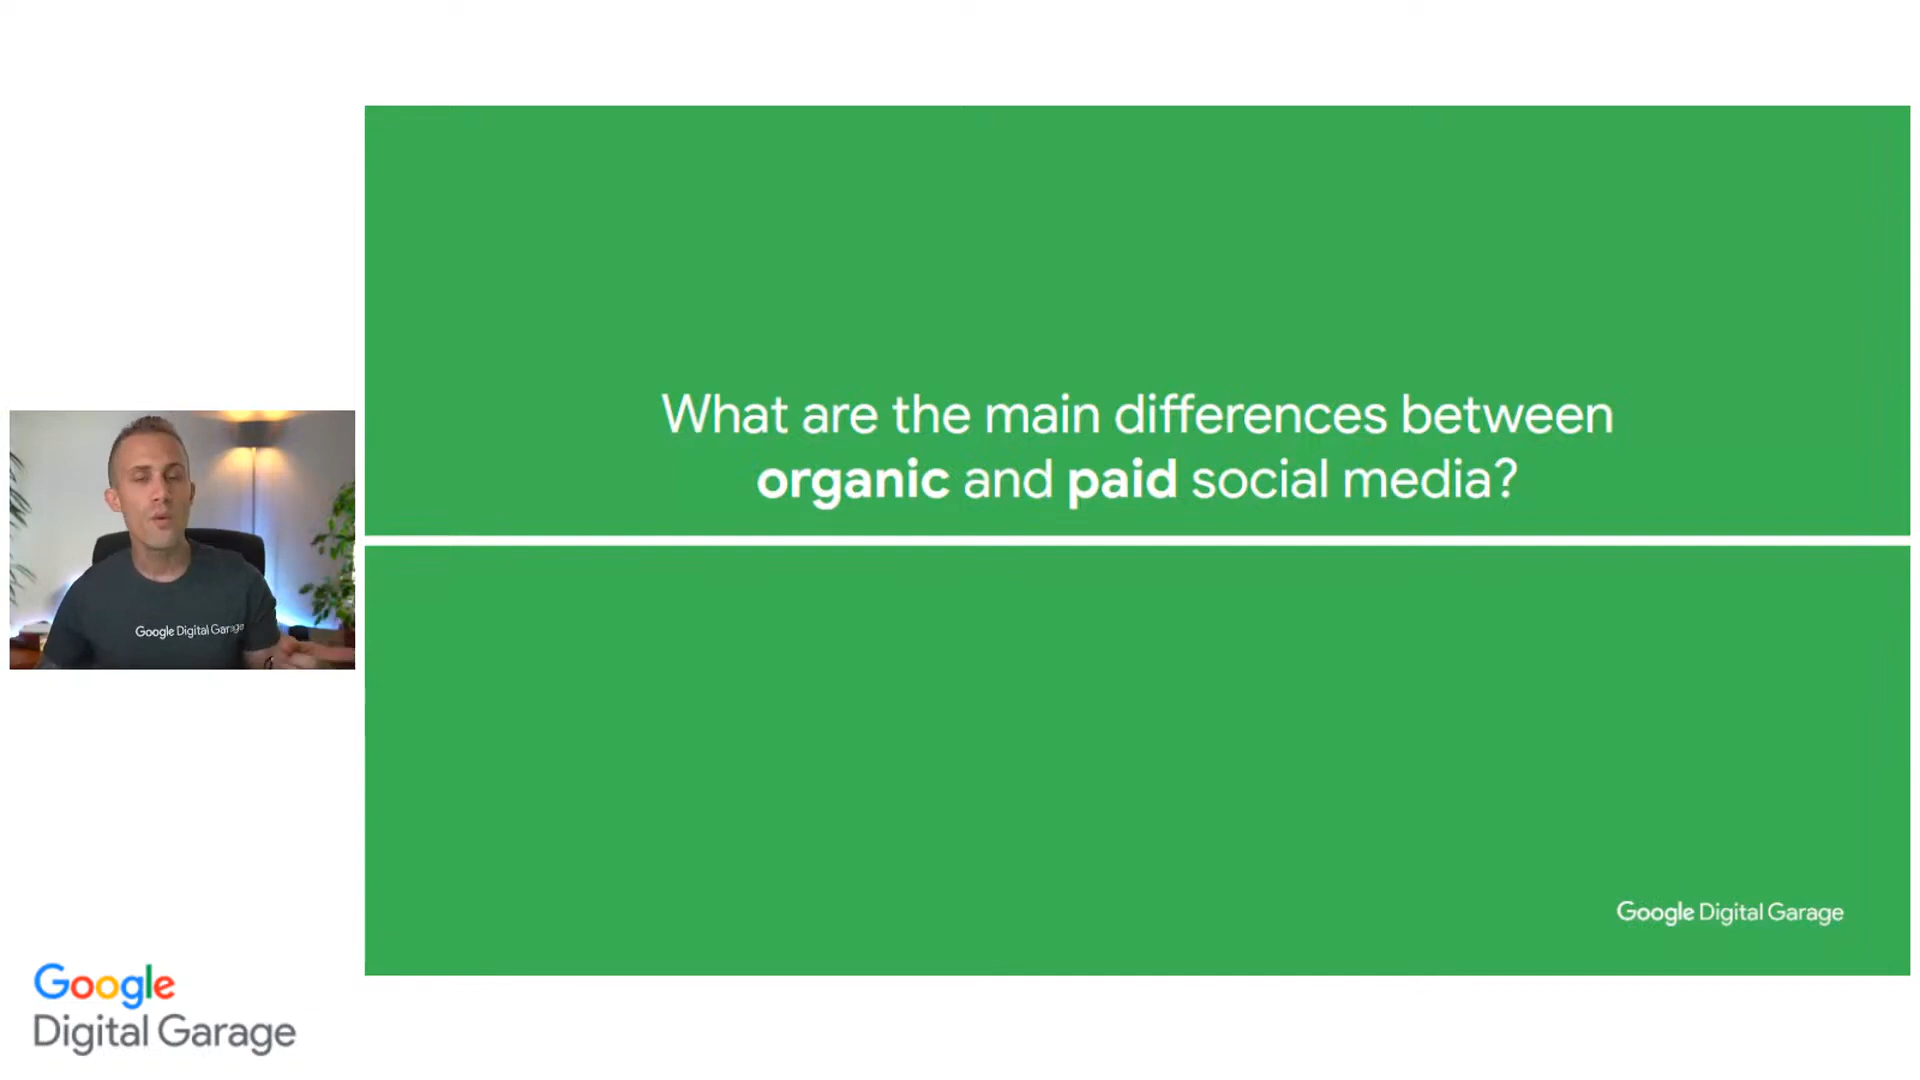 What are the main differences between
organic and paid social media?
Google Digital Garage
Google Digital Garage
Google
Digital Garage